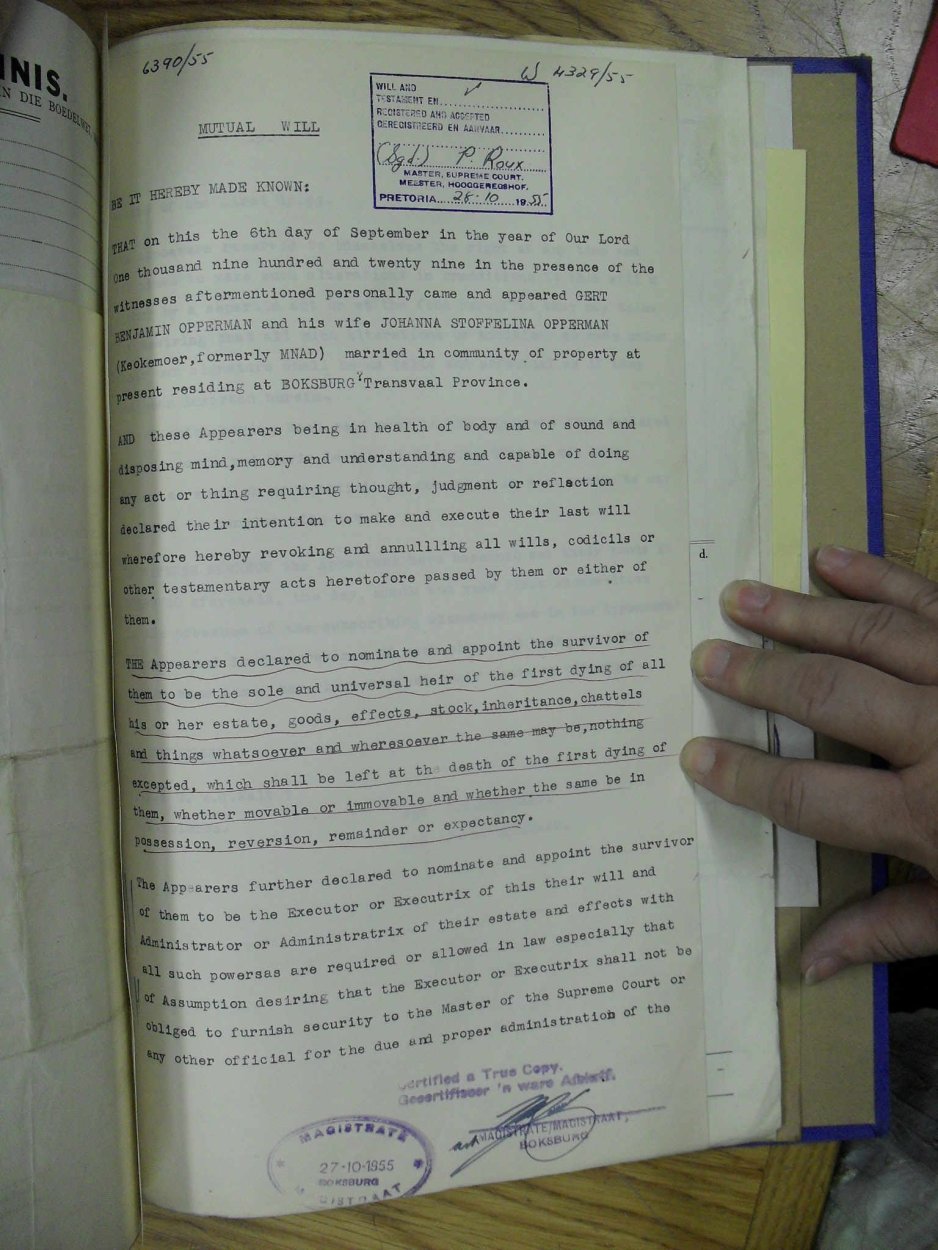 NNIS.
N DIE BOEDELWET
6390/55
W 4329/55
WILL AND
TESTAMENT EN
REGISTERED AND ACCEPTED
GEREGISTREERD EN AANVAAR
(Sgd.) P. Roux
MASTER, SUPREME COURT.
MEESTER, HOOGGEREGSHOF.
PRETORIA 26.10 1955
MUTUAL WILL
BE IT HEREBY MADE KNOWN:
THAT on this the 6th day of September in the year of Our Lord
One thousand nine hundred and twenty nine in the presence of the
witnesses aftermentioned personally came and appeared GERT
BENJAMIN OPPERMAN and his wife JOHANNA STOFFELINA OPPERMAN
(Keokemoer,formerly MNAD) married in community of property at
present residing at BOKSBURG Transvaal Province.
AND these Appearers being in health of body and of sound and
disposing mind,memory and understanding and capable of doing
any act or thing requiring thought, judgment or reflection
declared their intention to make and execute their last will
wherefore hereby revoking and annullling all wills, codicils or
other testamentary acts heretofore passed by them or either of
them.
THE Appearers declared to nominate and appoint the survivor of
them to be the sole and universal heir of the first dying of all
his or her estate, goods, effects, stock,inheritance,chattels
and things whatsoever and wheresoever the same may be,nothing
excepted, which shall be left at the death of the first dying of
them, whether movable or immovable and whether the same be in
possession, reversion, remainder or expectancy.
The Appearers further declared to nominate and appoint the survivor
of them to be the Executor or Executrix of this their will and
Administrator or Administratrix of their estate and effects with
all such powersas are required or allowed in law especially that
of Assumption desiring that the Executor or Executrix shall not be
obliged to furnish security to the Master of the Supreme Court or
any other official for the due and proper administration of the
Certified a True Copy.
Gesertifiseer 'n ware Afskrif.
MAGISTRATE/MAGISTRAAT,
BOKSBURG
MAGISTRATE
27-10-1955
BOKSBURG
GISTRAAT
d.